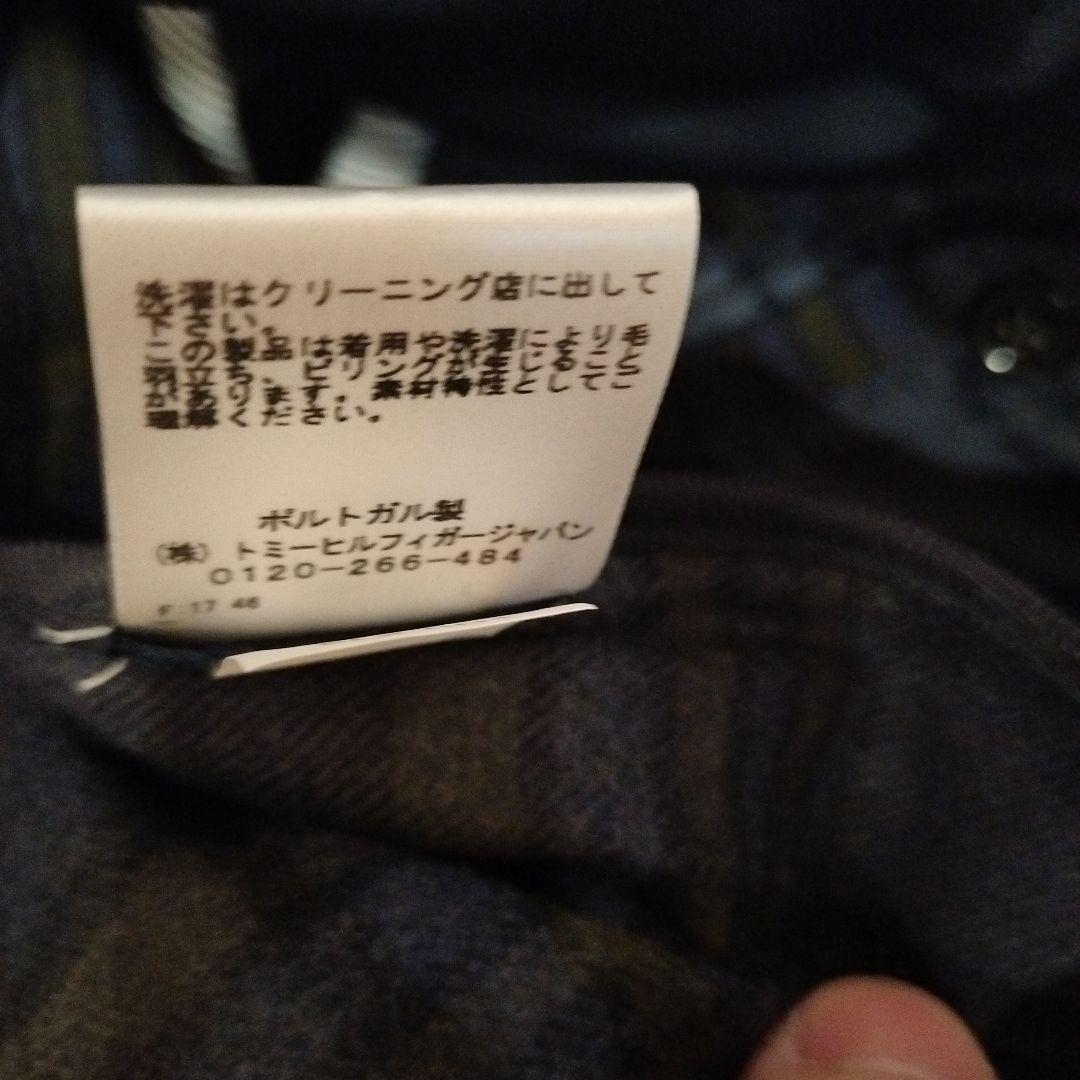 洗濯はクリーニング店に出して
下さい。
この製品は着用や洗濯により毛
羽立ち、ピリングが生じること
があります。素材特性としてご
理解ください。
ポルトガル製
(株) トミーヒルフィガージャパン
0120-266-484
F 17 46